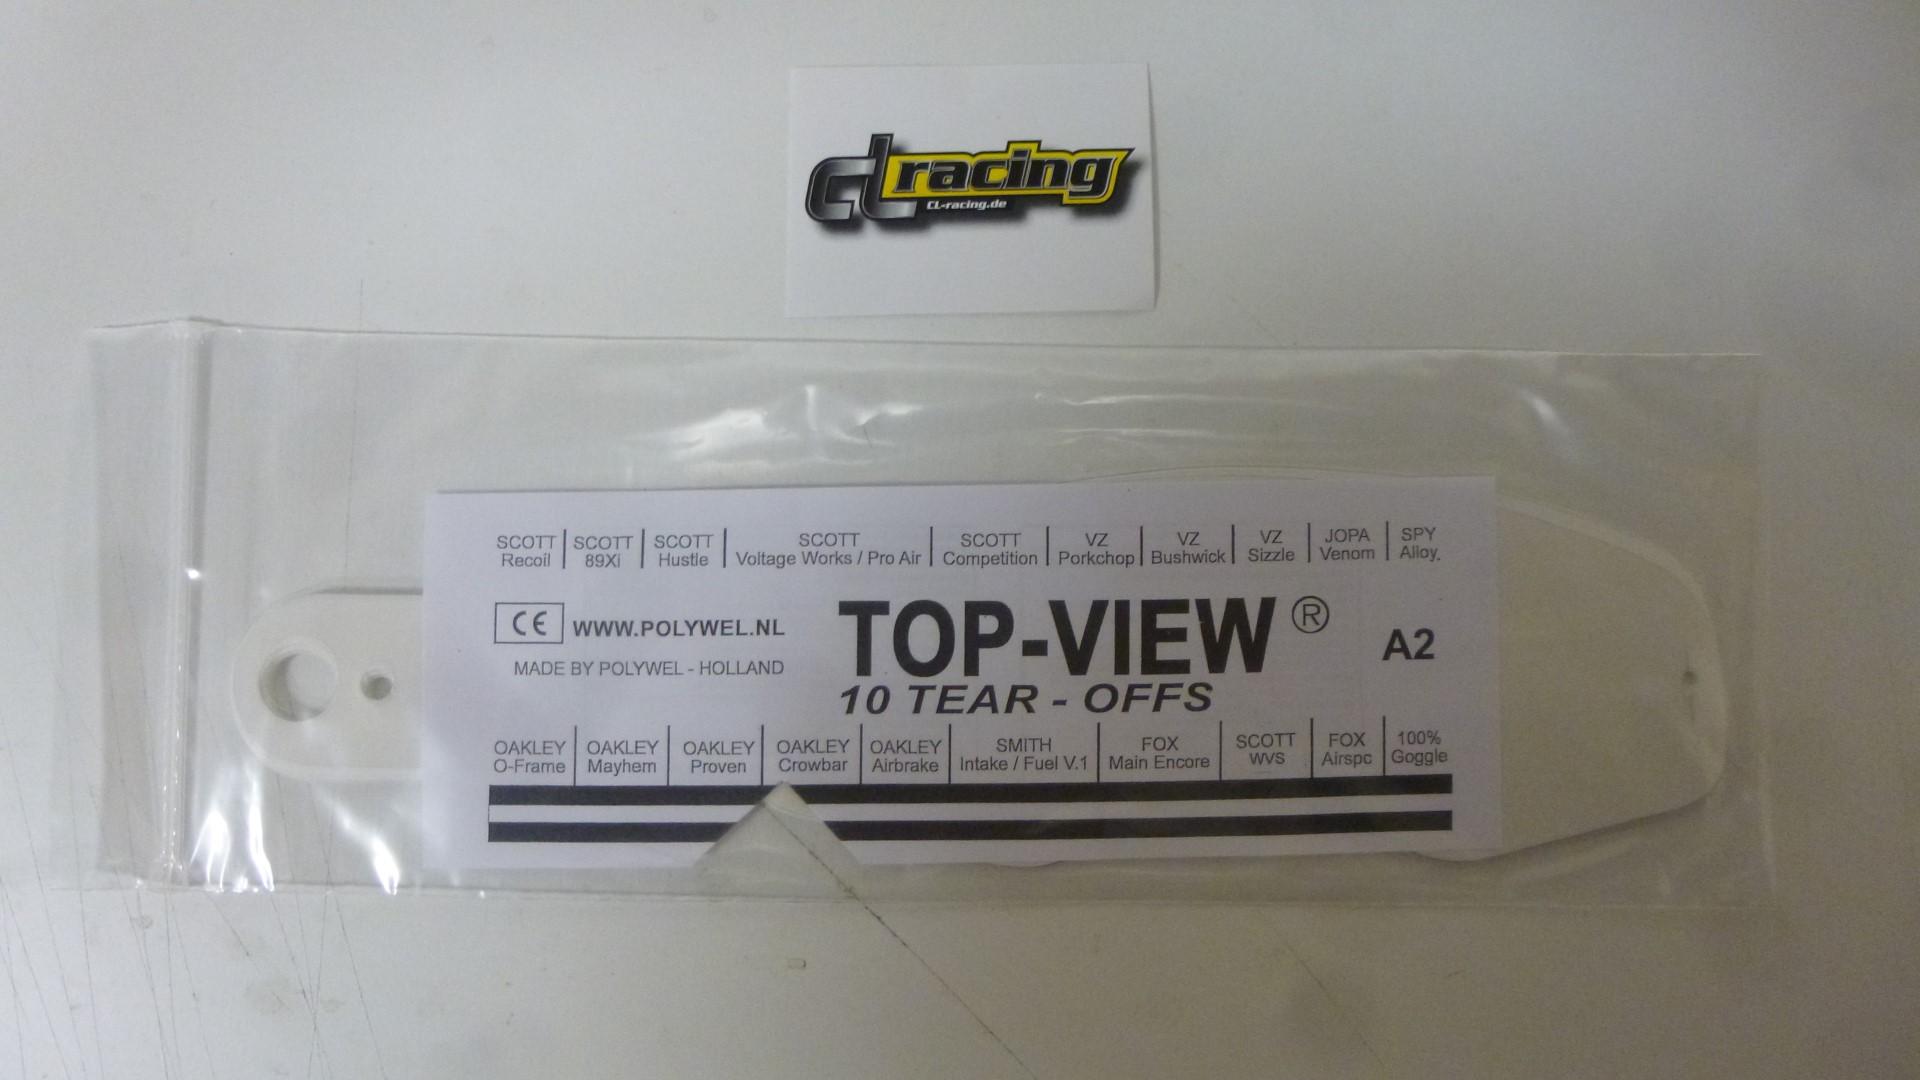 cl racing
CL-racing.de
SCOTT Recoil | SCOTT 89Xi | SCOTT Hustle | SCOTT Voltage Works / Pro Air | SCOTT Competition | VZ Porkchop | VZ Bushwick | VZ Sizzle | JOPA Venom | SPY Alloy.
CE WWW.POLYWEL.NL
MADE BY POLYWEL - HOLLAND
TOP-VIEW ® A2
10 TEAR - OFFS
OAKLEY O-Frame | OAKLEY Mayhem | OAKLEY Proven | OAKLEY Crowbar | OAKLEY Airbrake | SMITH Intake / Fuel V.1 | FOX Main Encore | SCOTT WVS | FOX Airspc | 100% Goggle